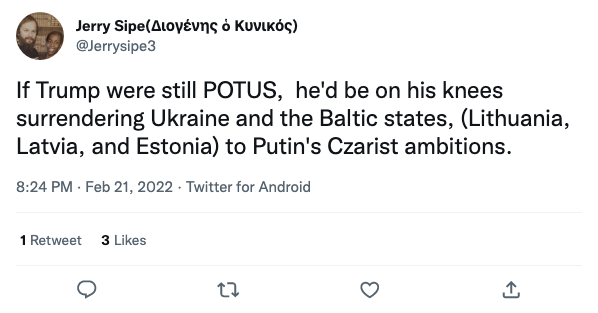 Jerry Sipe(Διογένης ὁ Κυνικός)
@Jerrysipe3
If Trump were still POTUS,  he'd be on his knees
surrendering Ukraine and the Baltic states, (Lithuania,
Latvia, and Estonia) to Putin's Czarist ambitions.
8:24 PM · Feb 21, 2022 · Twitter for Android
1 Retweet 3 Likes